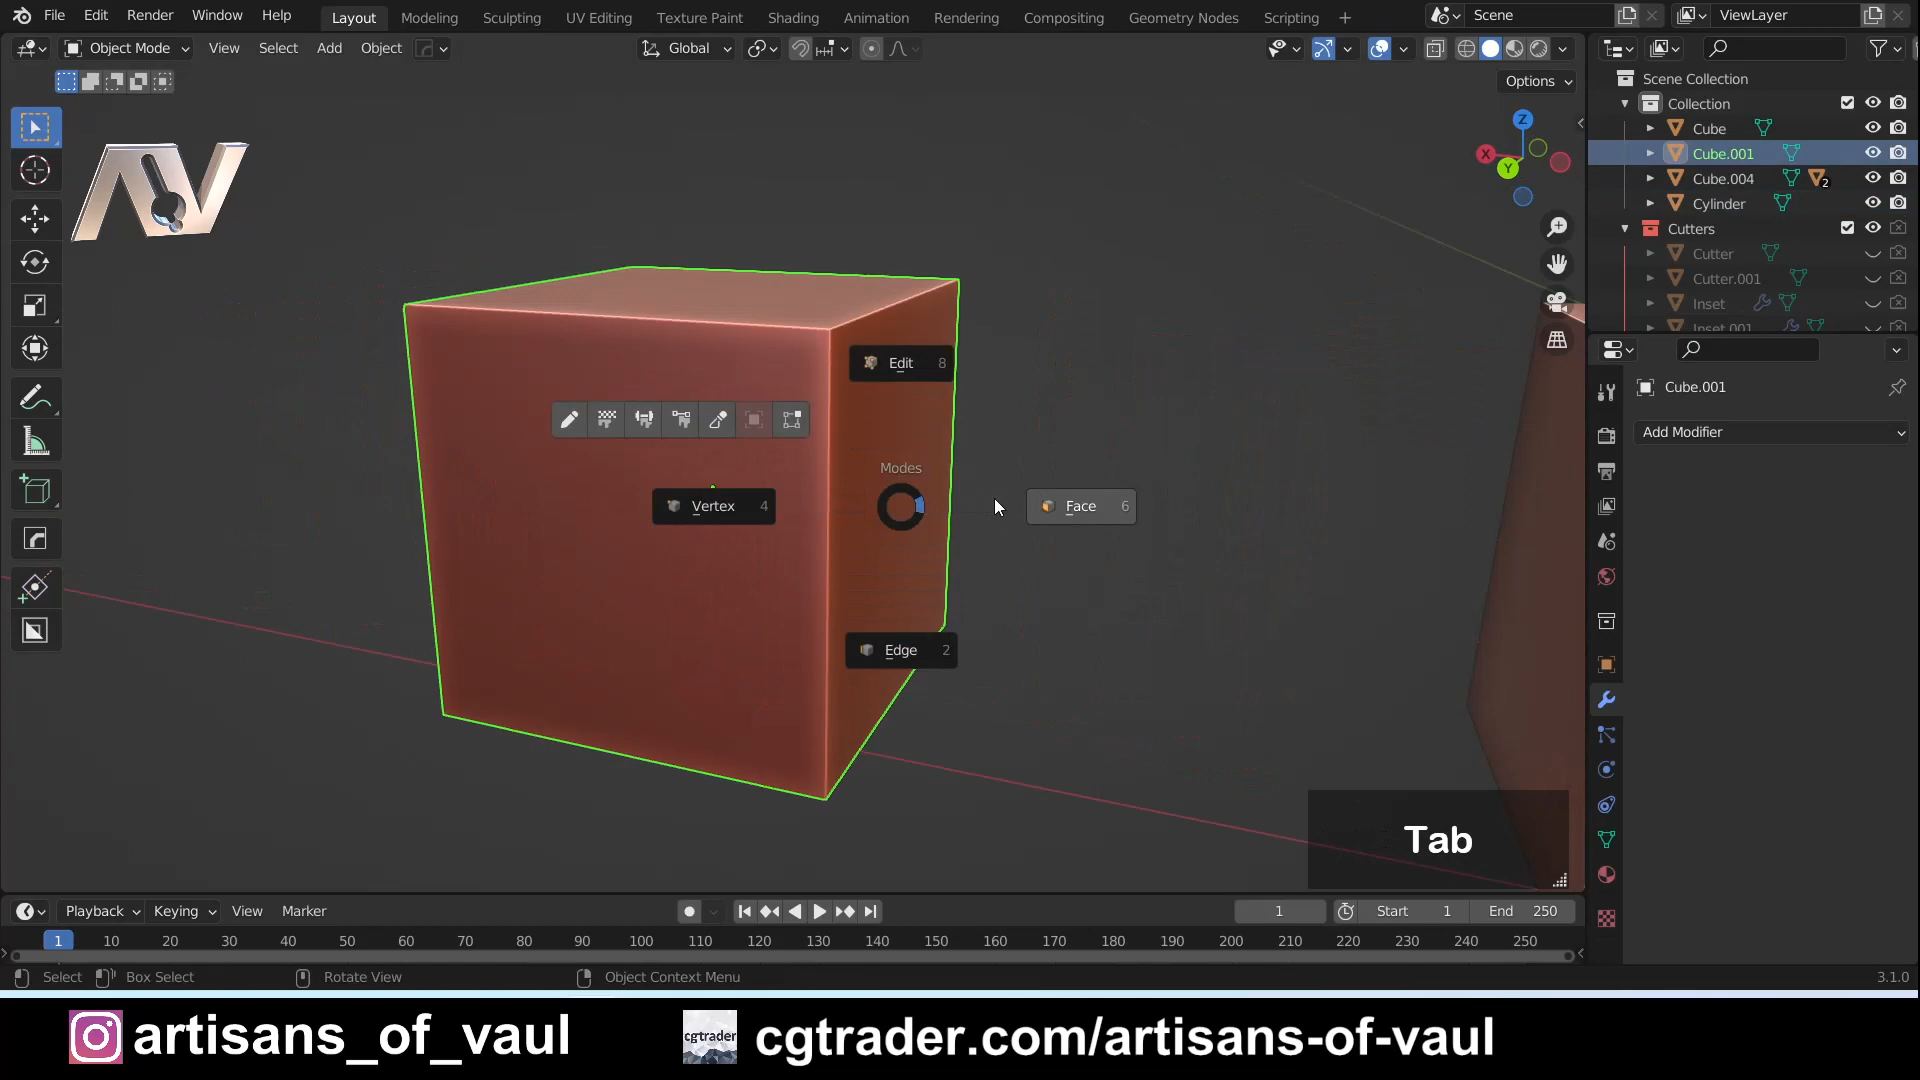 File Edit Render Window Help Layout Modeling Sculpting UV Editing Texture Paint Shading Animation Rendering Compositing Geometry Nodes Scripting + Scene ViewLayer
Object Mode View Select Add Object Global
Options
Scene Collection
Collection
Cube
Cube.001
Cube.004 2
Cylinder
Cutters
Cutter
Cutter.001
Inset
Inset.001
AV
Z
X
Y
Edit 8
Modes
Vertex 4
Face 6
Edge 2
Cube.001
Add Modifier
Tab
Playback Keying View Marker 1 Start 1 End 250
1 10 20 30 40 50 60 70 80 90 100 110 120 130 140 150 160 170 180 190 200 210 220 230 240 250
Select Box Select Rotate View Object Context Menu 3.1.0
artisans_of_vaul cgtrader cgtrader.com/artisans-of-vaul